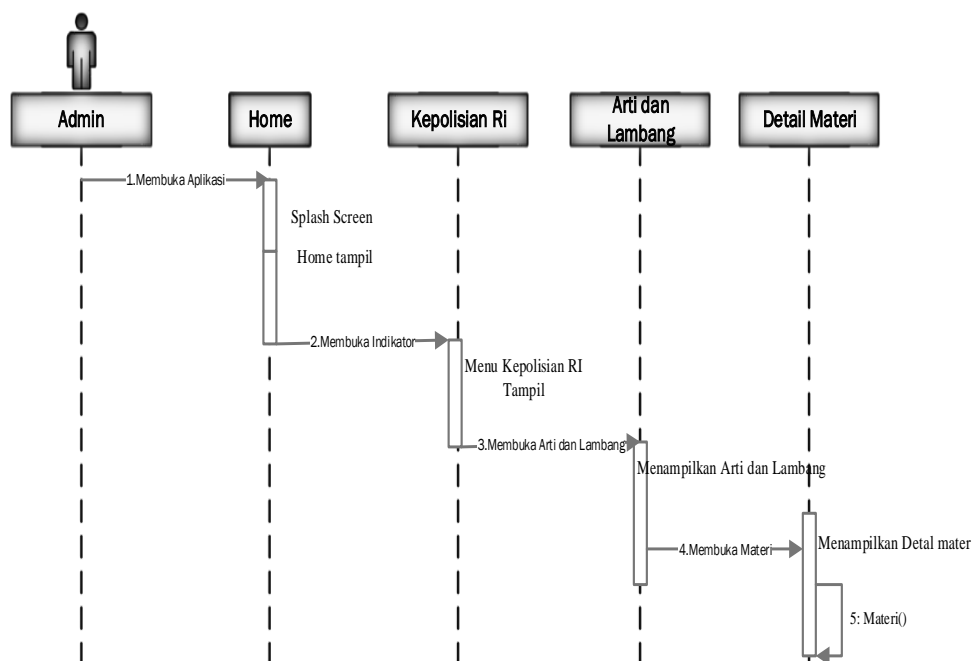 Admin
Home
Kepolisian Ri
Arti dan
Lambang
Detail Materi
1.Membuka Aplikasi
Splash Screen
Home tampil
2.Membuka Indikator
Menu Kepolisian RI
Tampil
3.Membuka Arti dan Lambang
Menampilkan Arti dan Lambang
4.Membuka Materi
Menampilkan Detal mater
5: Materi()